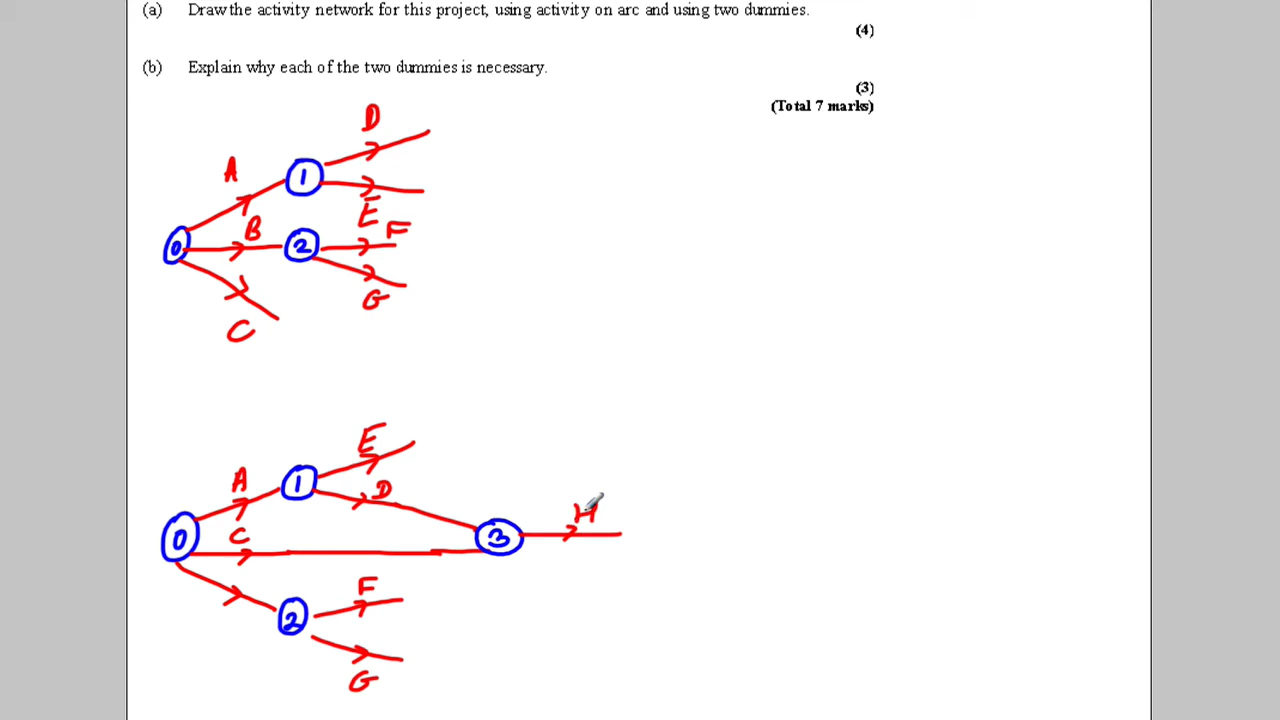 (a) Draw the activity network for this project, using activity on arc and using two dummies.
(4)
(b) Explain why each of the two dummies is necessary.
(3)
(Total 7 marks)
D
A
1
E
B
F
0
2
G
C
E
A
1
D
H
C
0
3
F
2
G